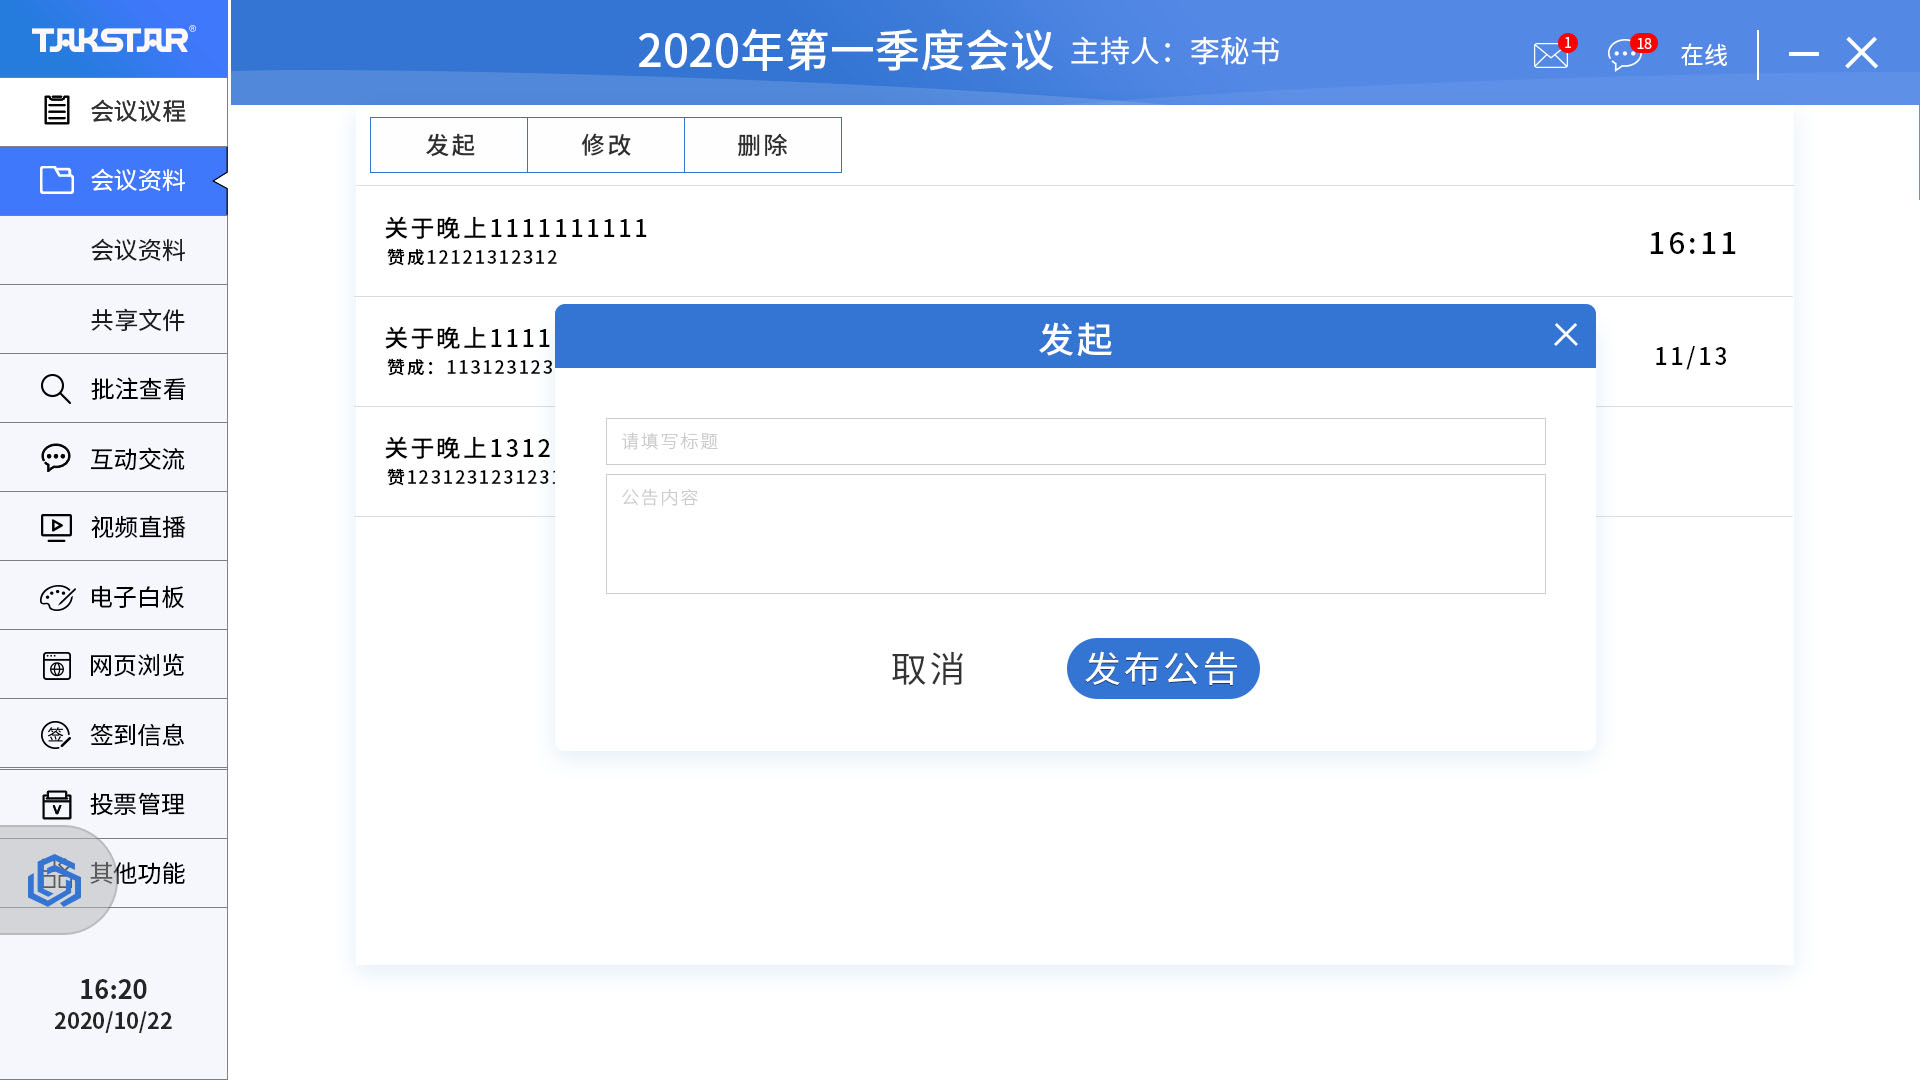 TAKSTAR®
2020年第一季度会议 主持人：李秘书
1
18
在线
会议议程
会议资料
会议资料
共享文件
批注查看
互动交流
视频直播
电子白板
网页浏览
签到信息
签
投票管理
V
其他功能
16:20
2020/10/22
发起 修改 删除
关于晚上1111111111
赞成12121312312
16:11
关于晚上1111
赞成：113123123
11/13
关于晚上1312
赞1231231231231
发起
请填写标题
公告内容
取消
发布公告